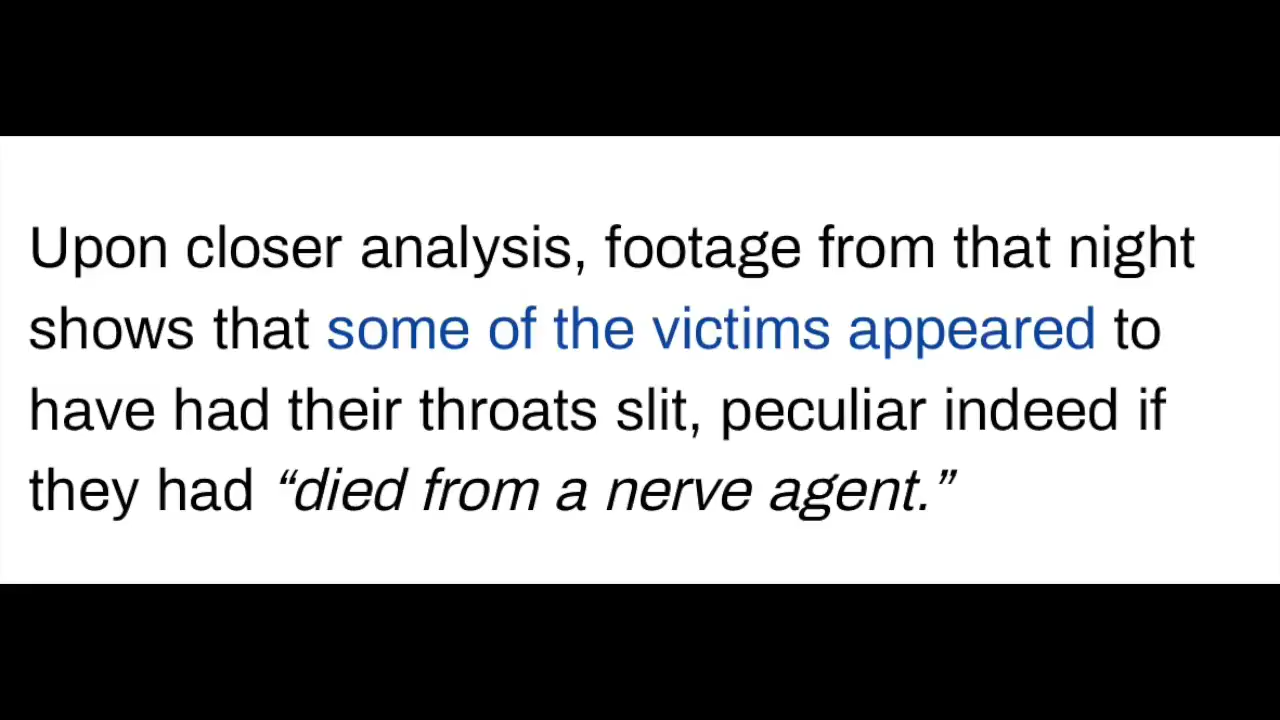 Upon closer analysis, footage from that night
shows that some of the victims appeared to
have had their throats slit, peculiar indeed if
they had “died from a nerve agent.”